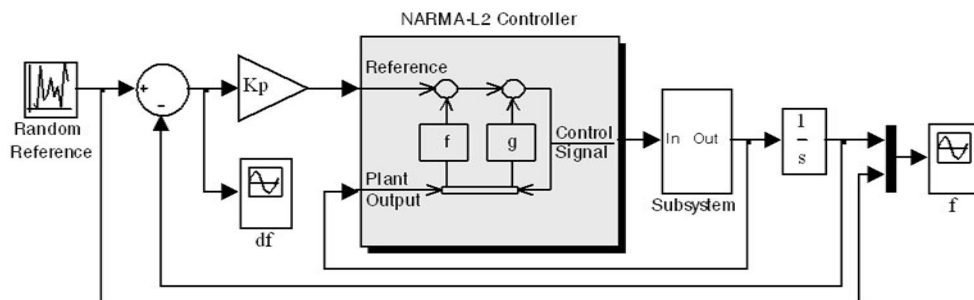 NARMA-L2 Controller
Random
Reference
+
-
Kp
df
Reference
f
g
Control
Signal
Plant
Output
In Out
Subsystem
1
s
f